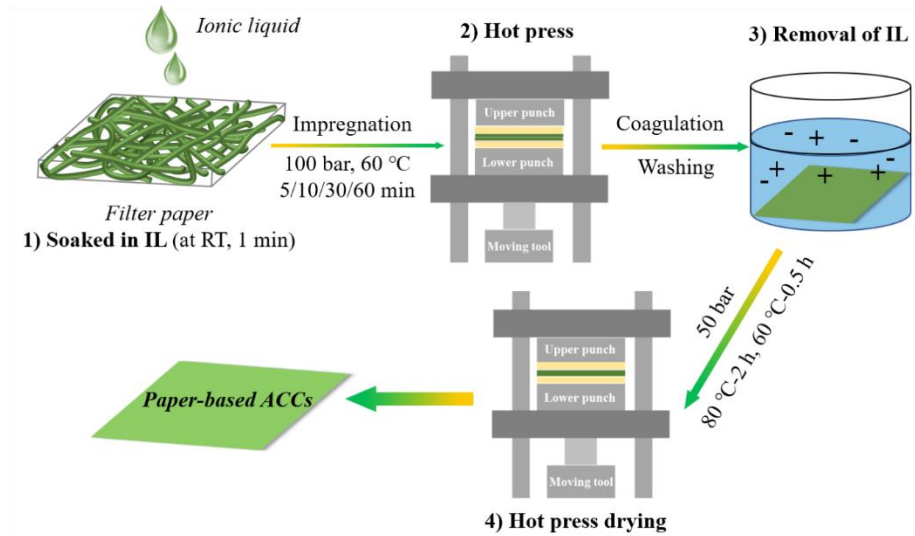 Ionic liquid
Filter paper
1) Soaked in IL (at RT, 1 min)
Impregnation
100 bar, 60 °C
5/10/30/60 min
2) Hot press
Upper punch
Lower punch
Moving tool
Coagulation
Washing
3) Removal of IL
- + -
- + + + -
50 bar
80 °C-2 h, 60 °C-0.5 h
Upper punch
Lower punch
Moving tool
4) Hot press drying
Paper-based ACCs